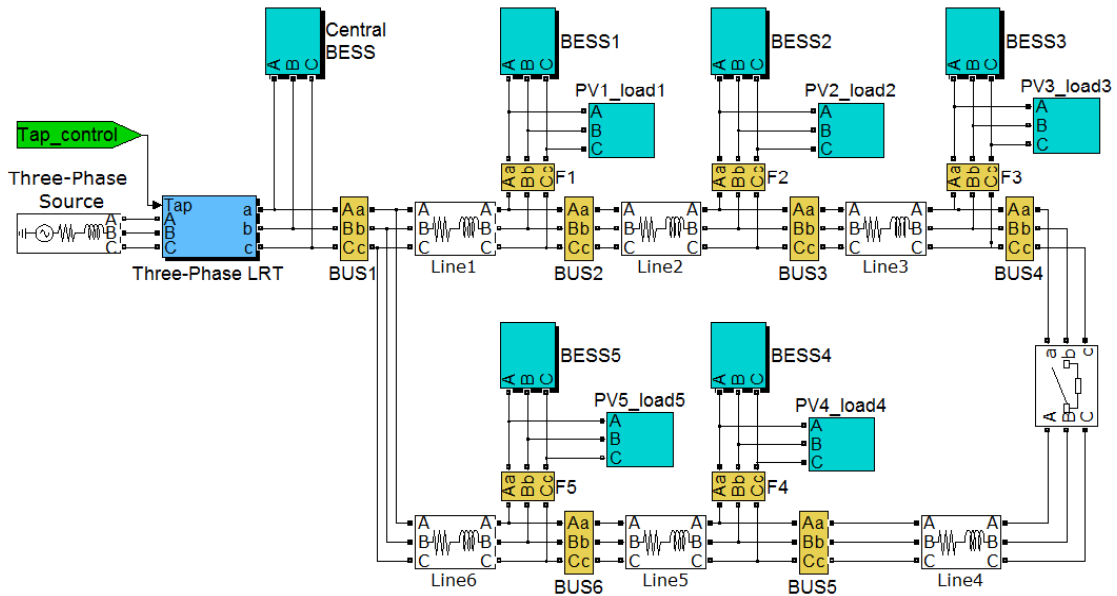 Central
BESS
A B C
BESS1
A B C
PV1_load1
A
B
C
BESS2
A B C
PV2_load2
A
B
C
BESS3
A B C
PV3_load3
A
B
C
Tap_control
Three-Phase
Source
A
B
C
Tap
A a
B b
C c
Three-Phase LRT
Aa
Bb
Cc
BUS1
A A
B B
C C
Line1
Aa Bb Cc
F1
Aa
Bb
Cc
BUS2
A A
B B
C C
Line2
Aa Bb Cc
F2
Aa
Bb
Cc
BUS3
A A
B B
C C
Line3
Aa Bb Cc
F3
Aa
Bb
Cc
BUS4
a b c
A B C
BESS5
A B C
PV5_load5
A
B
C
BESS4
A B C
PV4_load4
A
B
C
Aa Bb Cc
F5
Aa Bb Cc
F4
A A
B B
C C
Line6
Aa
Bb
Cc
BUS6
A A
B B
C C
Line5
Aa
Bb
Cc
BUS5
A A
B B
C C
Line4